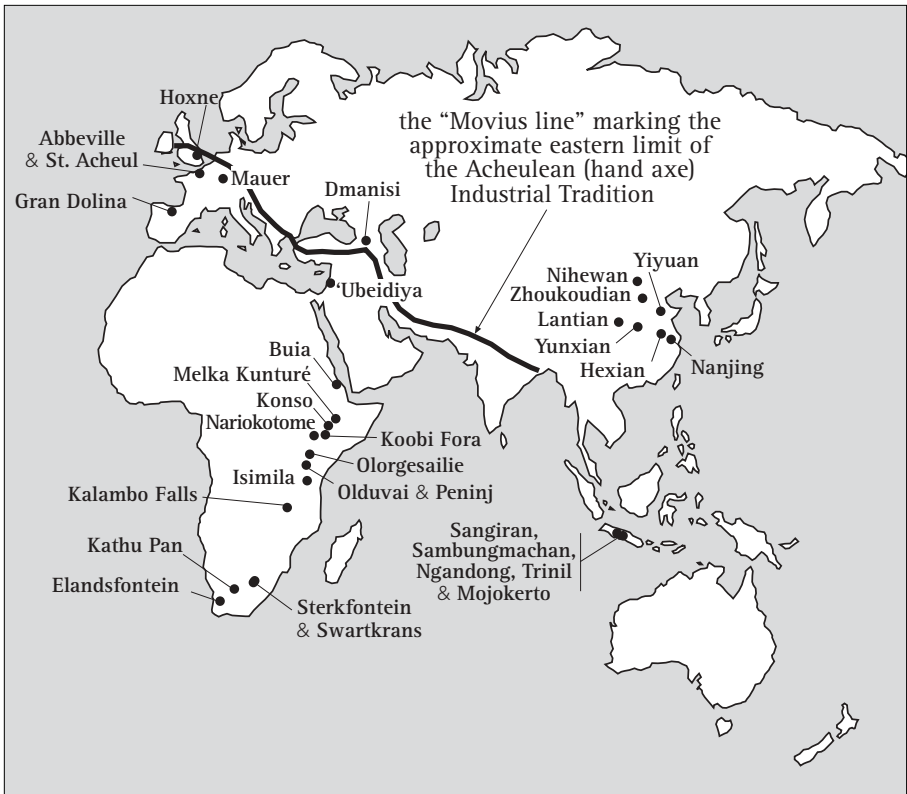 Hoxne
the “Movius line” marking the
approximate eastern limit of
the Acheulean (hand axe)
Industrial Tradition
Abbeville
& St. Acheul
Mauer
Dmanisi
Gran Dolina
Yiyuan
Nihewan
Zhoukoudian
‘Ubeidiya
Lantian
Yunxian
Hexian
Nanjing
Buia
Melka Kunturé
Konso
Nariokotome
Koobi Fora
Olorgesailie
Isimila
Olduvai & Peninj
Kalambo Falls
Sangiran,
Sambungmachan,
Ngandong, Trinil
& Mojokerto
Kathu Pan
Elandsfontein
Sterkfontein
& Swartkrans